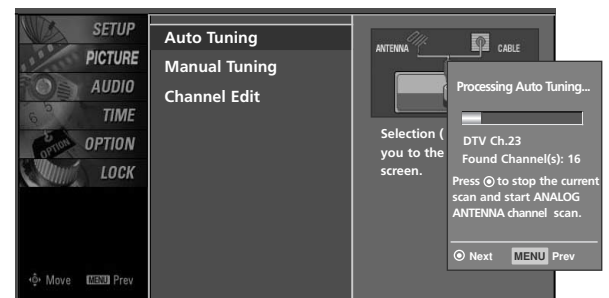 SETUP
PICTURE
AUDIO
TIME
OPTION
OPTION
LOCK
Move MENU Prev
Auto Tuning
Manual Tuning
Channel Edit
ANTENNA
CABLE
Selection (
you to the
screen.
Processing Auto Tuning...
DTV Ch.23
Found Channel(s): 16
Press ⦿ to stop the current
scan and start ANALOG
ANTENNA channel scan.
⦿ Next MENU Prev